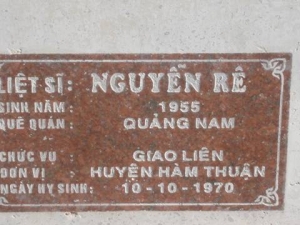 LIỆT SĨ: NGUYỄN RÊ
SINH NĂM: 1955
QUÊ QUÁN: QUẢNG NAM
CHỨC VỤ: GIAO LIÊN
ĐƠN VỊ: HUYỆN HÀM THUẬN
NGÀY HY SINH: 10-10-1970